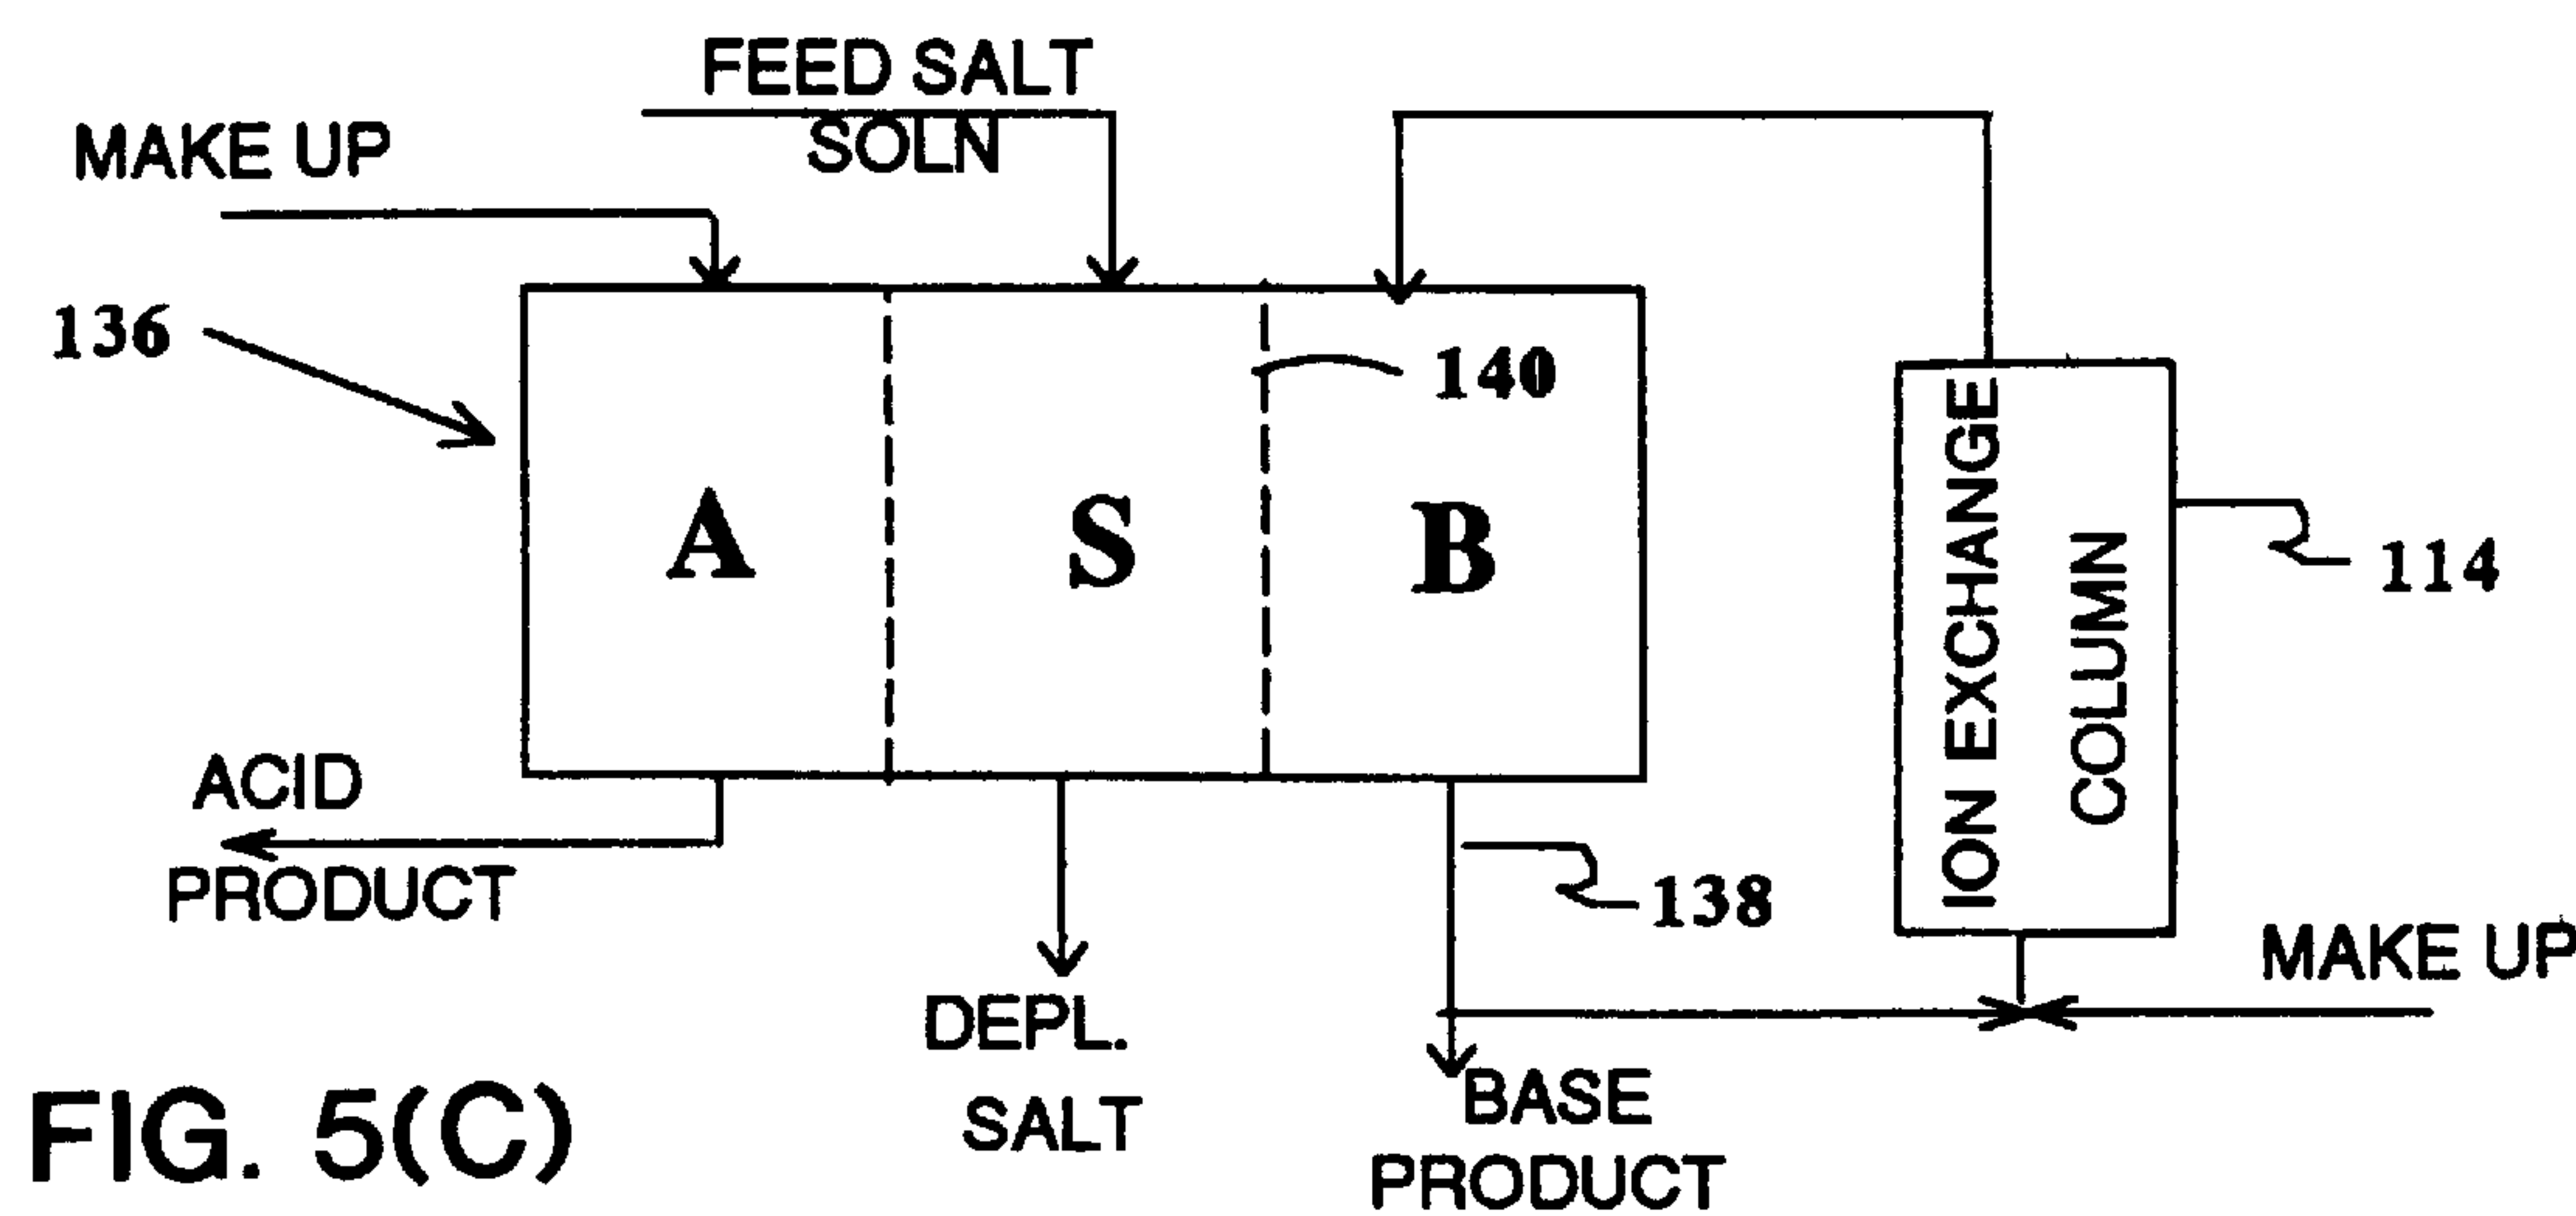 FEED SALT
SOLN
MAKE UP
136
140
A
S
B
ION EXCHANGE
COLUMN
114
ACID
PRODUCT
138
MAKE UP
DEPL.
SALT
BASE
PRODUCT
FIG. 5(C)